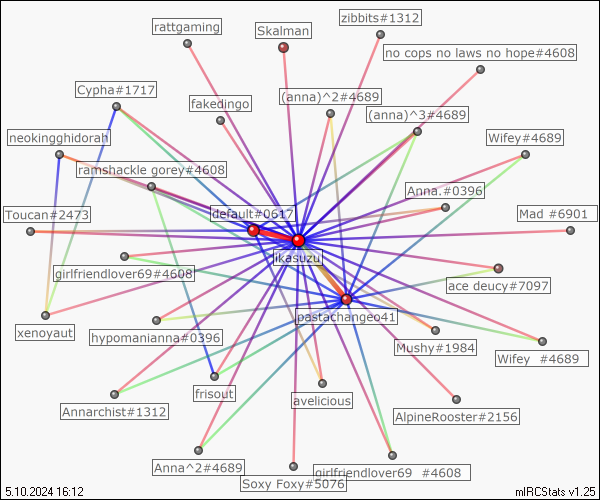 zibbits#1312
rattgaming
Skalman
no cops no laws no hope#4608
Cypha#1717
fakedingo
(anna)^2#4689
(anna)^3#4689
neokingghidorah
Wifey#4689
ramshackle gorey#4608
Anna.#0396
Toucan#2473
default#0617
Mad #6901
likasuzu
girlfriendlover69#4608
ace deucy#7097
pastachangeo41
xenoyaut
hypomanianna#0396
Mushy#1984
Wifey  #4689
frisout
avelicious
Annarchist#1312
AlpineRooster#2156
Anna^2#4689
girlfriendlover69  #4608
Soxy Foxy#5076
5.10.2024 16:12
mIRCStats v1.25